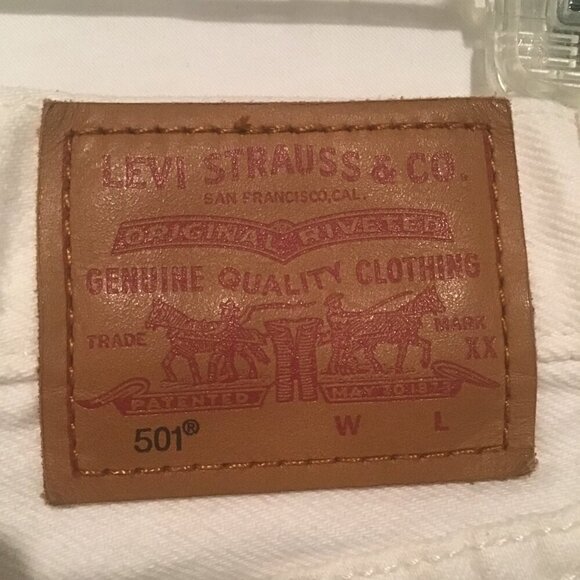 LEVI STRAUSS & CO.
SAN FRANCISCO, CAL.
ORIGINAL RIVETED
GENUINE QUALITY CLOTHING
TRADE MARK
XX
PATENTED MAY 20 1873
501® W L